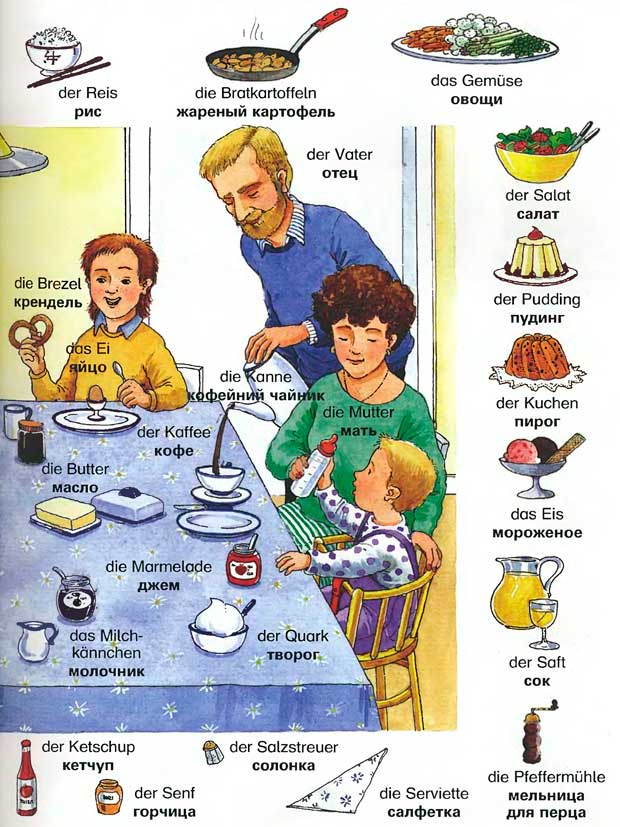 der Reis
рис
die Bratkartoffeln
жареный картофель
das Gemüse
овощи
der Vater
отец
der Salat
салат
die Brezel
крендель
der Pudding
пудинг
das Ei
яйцо
die Kanne
кофейний чайник
der Kuchen
пирог
die Mutter
мать
der Kaffee
кофе
die Butter
масло
das Eis
мороженое
die Marmelade
джем
das Milch-
kännchen
молочник
der Quark
творог
der Saft
сок
der Ketschup
кетчуп
der Salzstreuer
солонка
der Senf
горчица
die Serviette
салфетка
die Pfeffermühle
мельница
для перца